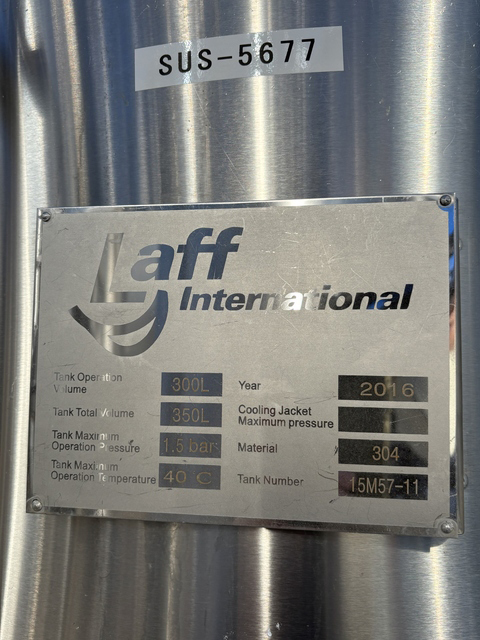 SUS-5677
Laff
International
Tank Operation
Volume
300L
Year
2016
Tank Total Volume
350L
Cooling Jacket
Maximum pressure
Tank Maximum
Operation Pressure
1.5 bar
Material
304
Tank Maximum
Operation Temperature
40 C
Tank Number
15M57-11